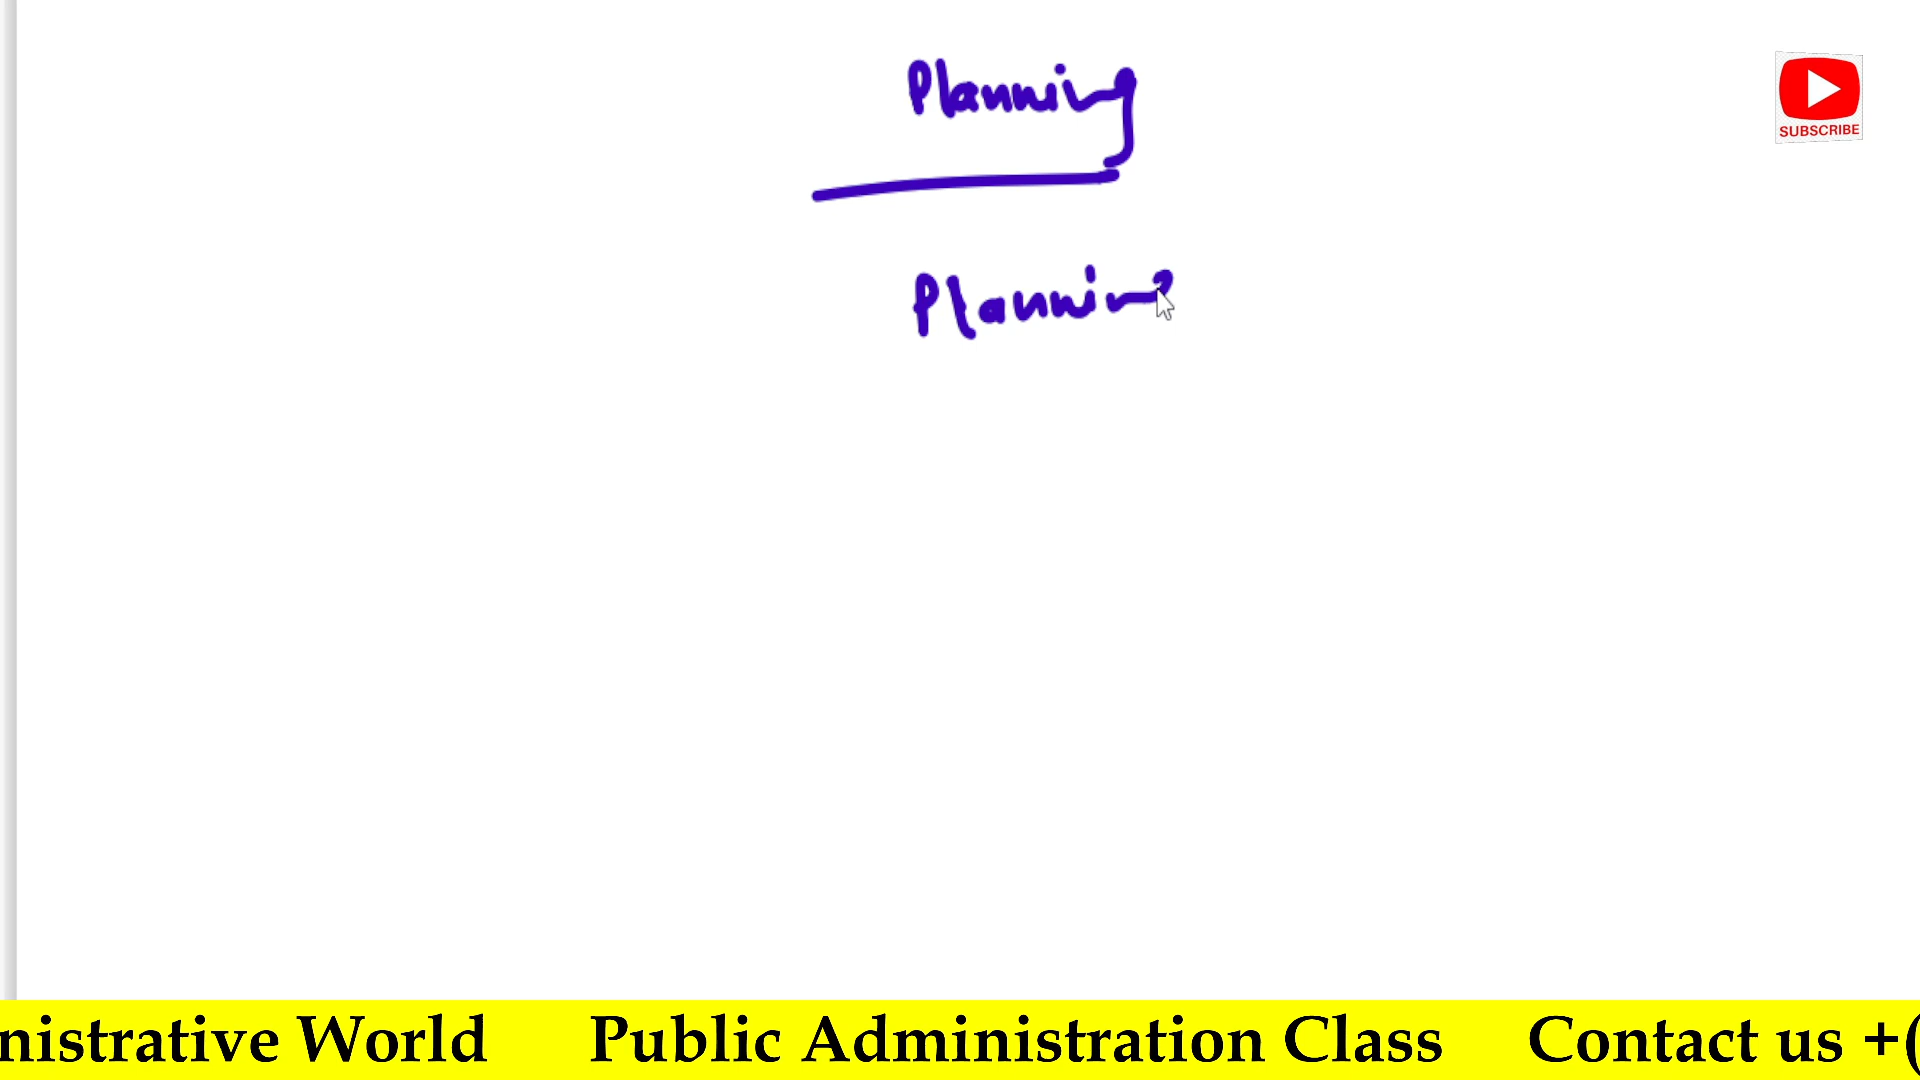 Planning
SUBSCRIBE
Planning
nistrative World Public Administration Class Contact us +(